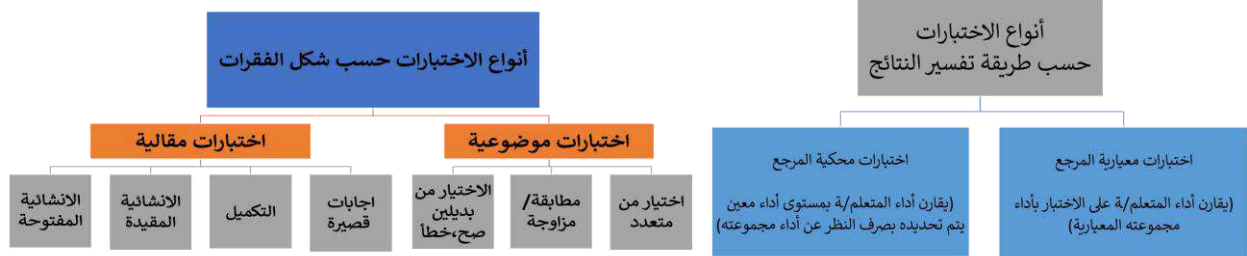 أنواع الاختبارات
حسب طريقة تفسير النتائج
اختبارات معيارية المرجع
(يقارن أداء المتعلم/ة على الاختبار بأداء
مجموعته المعيارية)
اختبارات محكية المرجع
(يقارن أداء المتعلم/ة بمستوى أداء معين
يتم تحديده بصرف النظر عن أداء مجموعته)
أنواع الاختبارات حسب شكل الفقرات
اختبارات موضوعية
اختيار من
متعدد
مطابقة/
مزاوجة
الاختيار من
بديلين
صح،خطأ
اختبارات مقالية
اجابات
قصيرة
التكميل
الانشائية
المقيدة
الانشائية
المفتوحة